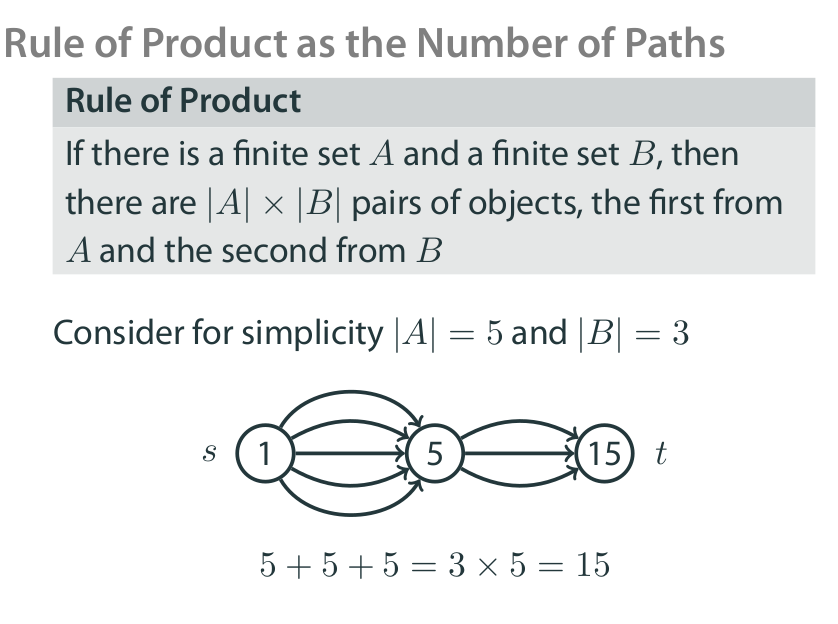 Rule of Product as the Number of Paths
Rule of Product
If there is a finite set A and a finite set B, then
there are |A| × |B| pairs of objects, the first from
A and the second from B
Consider for simplicity |A| = 5 and |B| = 3
s 1 5 15 t
5 + 5 + 5 = 3 × 5 = 15